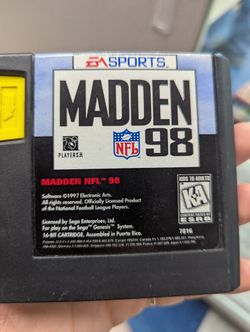 EA SPORTS™
MADDEN
PLAYERS
NFL
98
MADDEN NFL™ 98
KIDS TO ADULTS
K-A
ESRB
Software ©1997 Electronic Arts.
All rights reserved. Officially Licensed Product
of the National Football League Players.
Licensed by Sega Enterprises, Ltd.
For play on the Sega™ Genesis™ System.
16-BIT CARTRIDGE. Assembled in Puerto Rico.
7816